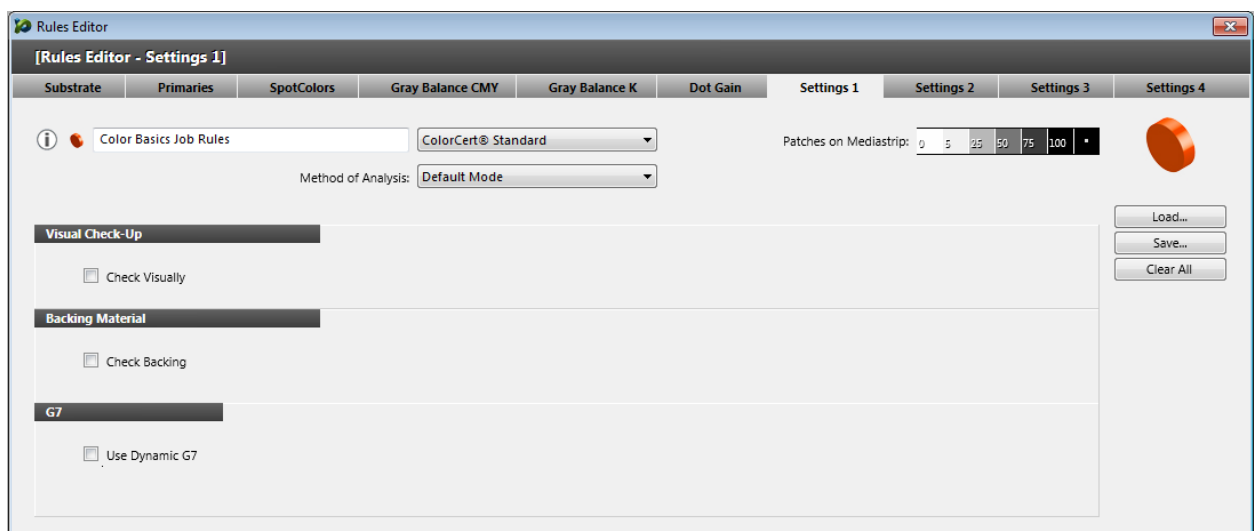 Rules Editor
[Rules Editor - Settings 1]
Substrate Primaries SpotColors Gray Balance CMY Gray Balance K Dot Gain Settings 1 Settings 2 Settings 3 Settings 4
i Color Basics Job Rules ColorCert® Standard Patches on Mediastrip: 0 5 25 50 75 100 *
Method of Analysis: Default Mode
Load...
Visual Check-Up
Save...
Check Visually Clear All
Backing Material
Check Backing
G7
Use Dynamic G7